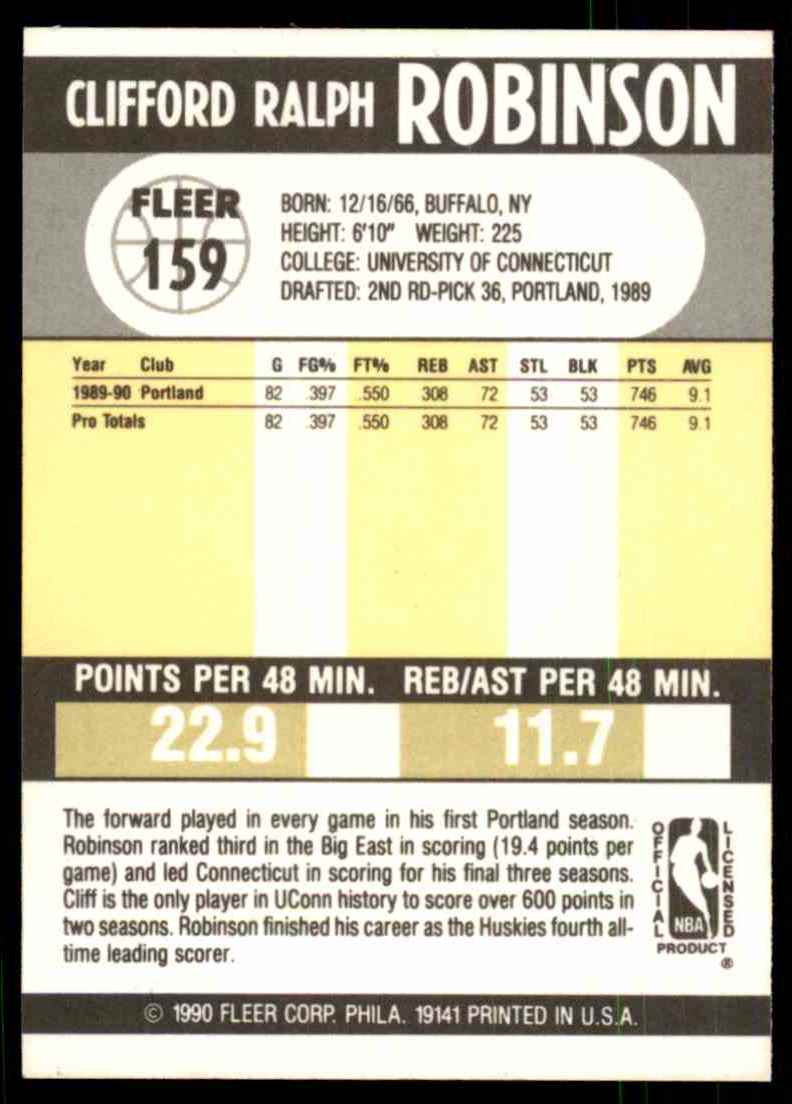 CLIFFORD RALPH ROBINSON
FLEER
159
BORN: 12/16/66, BUFFALO, NY
HEIGHT: 6'10" WEIGHT: 225
COLLEGE: UNIVERSITY OF CONNECTICUT
DRAFTED: 2ND RD-PICK 36, PORTLAND, 1989
Year Club G FG% FT% REB AST STL BLK PTS AVG
1989-90 Portland 82 .397 .550 308 72 53 53 746 9.1
Pro Totals 82 .397 .550 308 72 53 53 746 9.1
POINTS PER 48 MIN. REB/AST PER 48 MIN.
22.9 11.7
The forward played in every game in his first Portland season.
Robinson ranked third in the Big East in scoring (19.4 points per
game) and led Connecticut in scoring for his final three seasons.
Cliff is the only player in UConn history to score over 600 points in
two seasons. Robinson finished his career as the Huskies fourth all-
time leading scorer.
OFFICIAL
LICENSED
NBA
PRODUCT
®
© 1990 FLEER CORP. PHILA. 19141 PRINTED IN U.S.A.